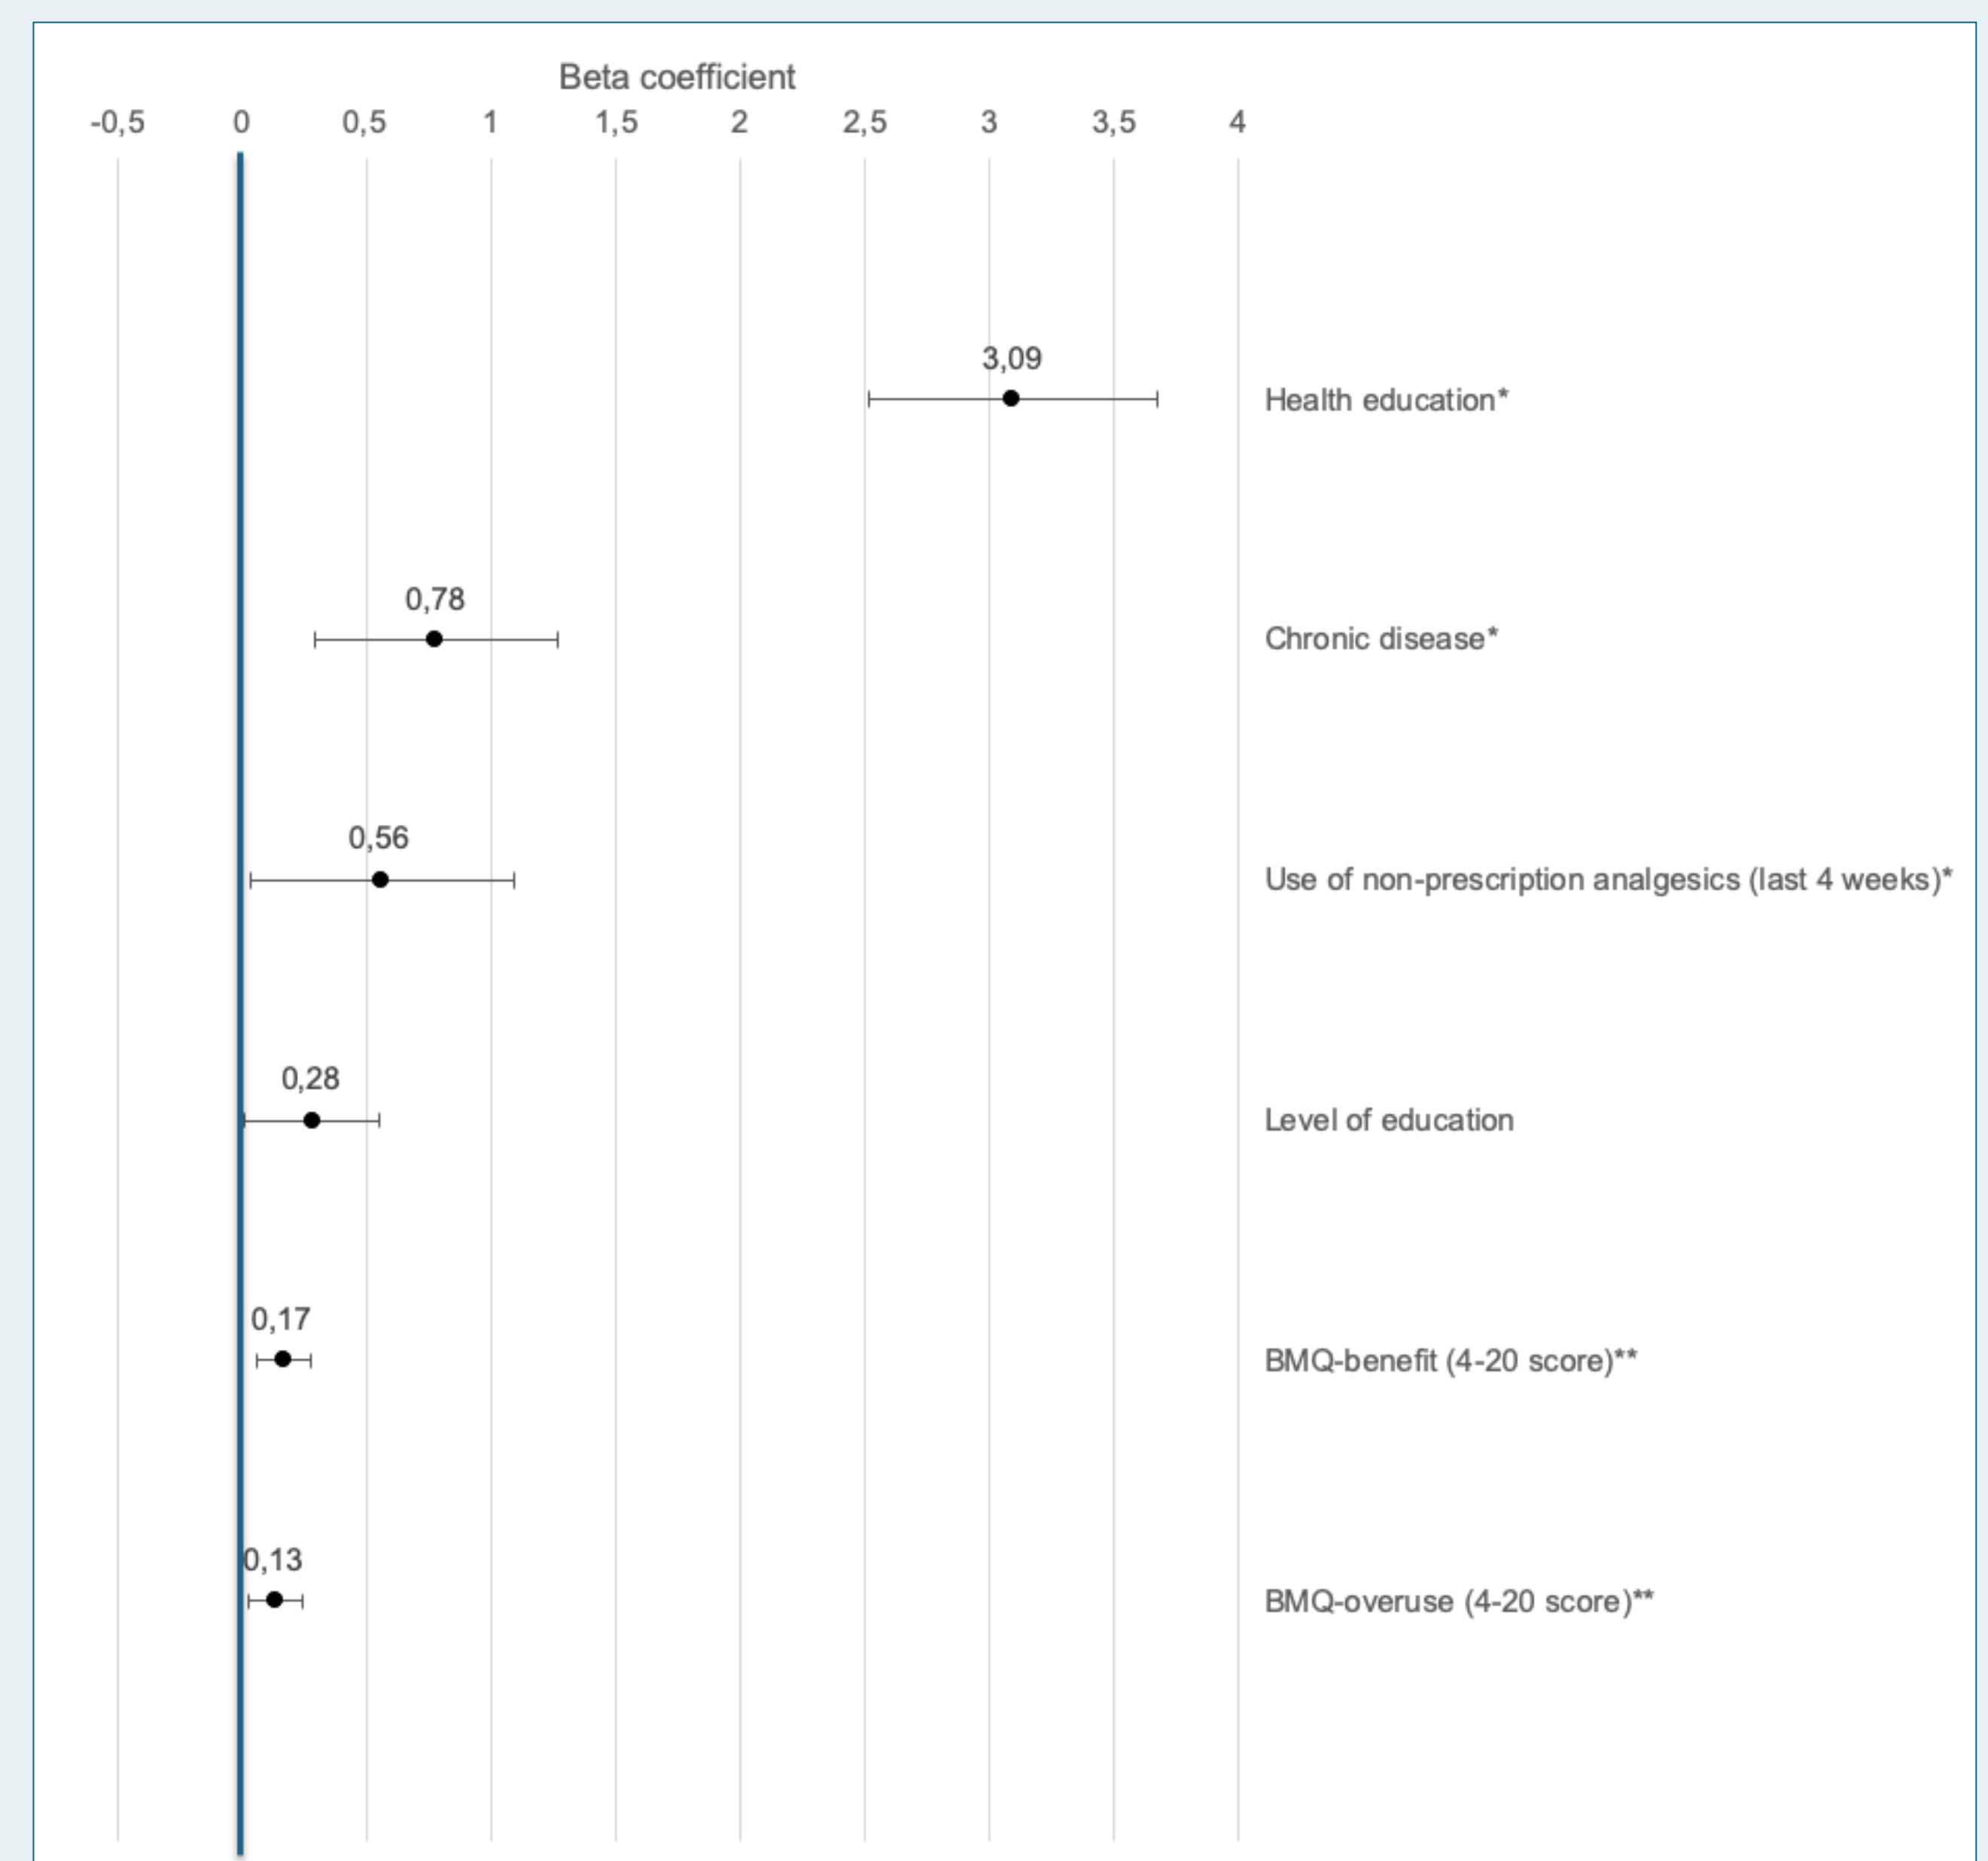 Beta coefficient
-0,5 0 0,5 1 1,5 2 2,5 3 3,5 4
3,09
Health education*
0,78
Chronic disease*
0,56
Use of non-prescription analgesics (last 4 weeks)*
0,28
Level of education
0,17
BMQ-benefit (4-20 score)**
0,13
BMQ-overuse (4-20 score)**